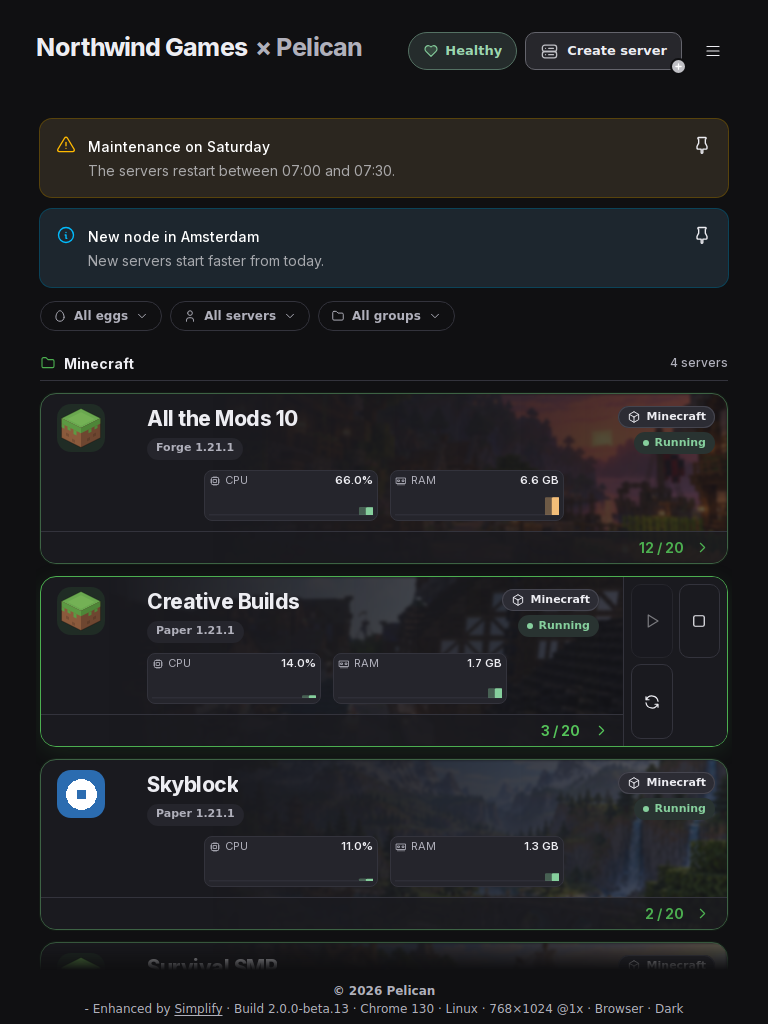 Northwind Games × Pelican
Healthy
Create server
Maintenance on Saturday
The servers restart between 07:00 and 07:30.
New node in Amsterdam
New servers start faster from today.
All eggs
All servers
All groups
Minecraft
4 servers
All the Mods 10
Minecraft
Forge 1.21.1
Running
CPU 66.0%
RAM 6.6 GB
12 / 20
Creative Builds
Minecraft
Paper 1.21.1
Running
CPU 14.0%
RAM 1.7 GB
3 / 20
Skyblock
Minecraft
Paper 1.21.1
Running
CPU 11.0%
RAM 1.3 GB
2 / 20
Survival SMP
Minecraft
© 2026 Pelican
- Enhanced by Simplify · Build 2.0.0-beta.13 · Chrome 130 · Linux · 768×1024 @1x · Browser · Dark